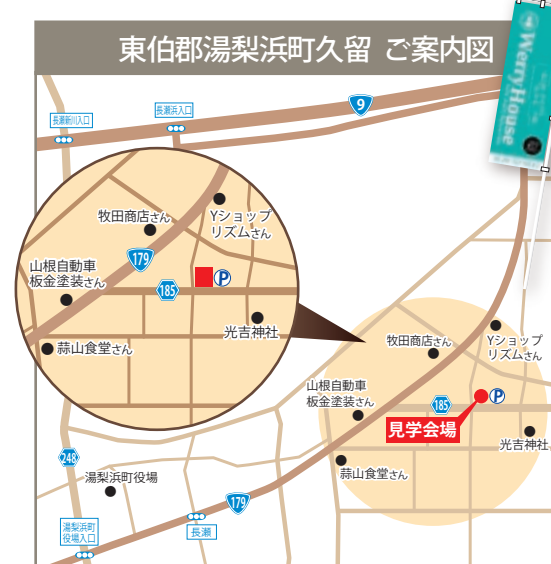 東伯郡湯梨浜町久留 ご案内図
WerryHouse
長瀬新川入口
長瀬浜入口
9
牧田商店さん
Yショップ
リズムさん
179
山根自動車
板金塗装さん
185
P
光吉神社
蒜山食堂さん
牧田商店さん
Yショップ
リズムさん
山根自動車
板金塗装さん
185
P
見学会場
光吉神社
蒜山食堂さん
248
湯梨浜町役場
179
湯梨浜町
役場入口
長瀬